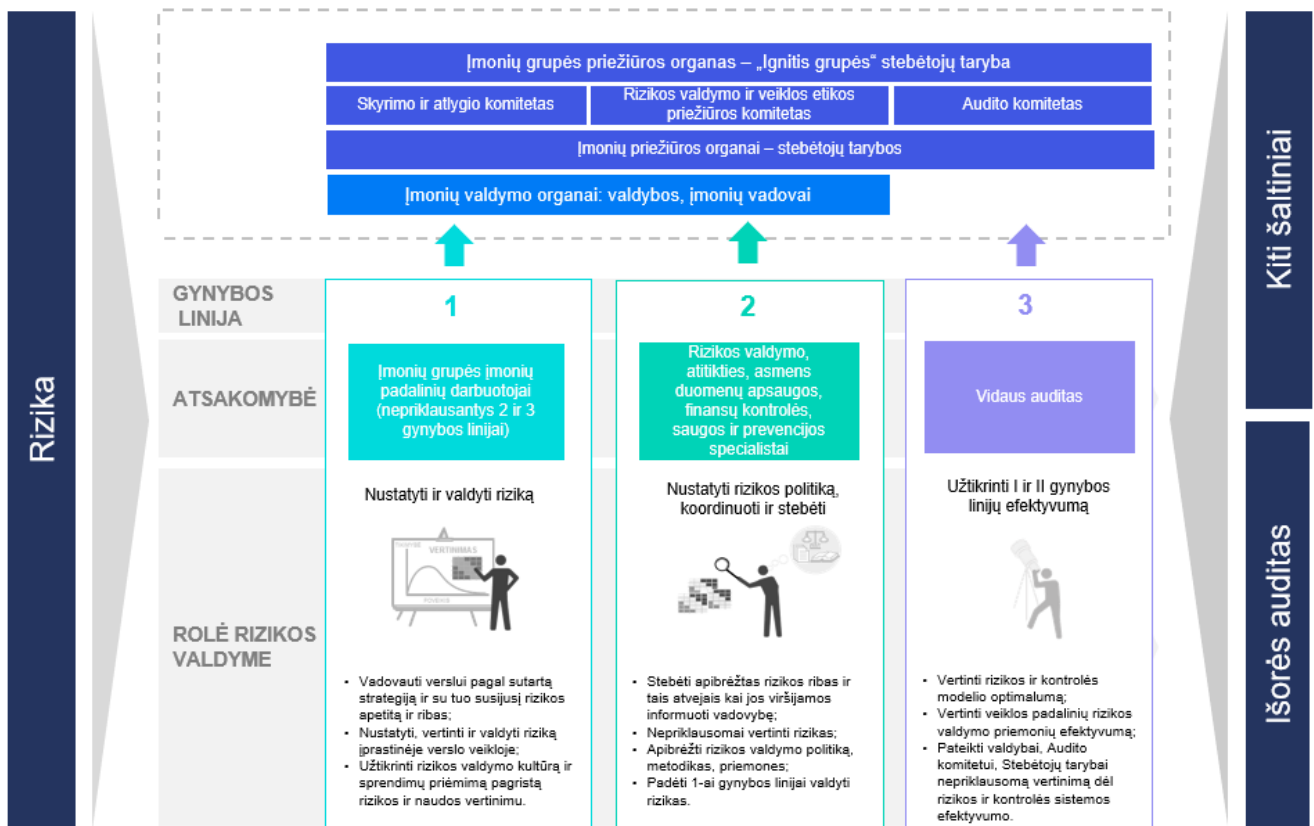 Rizika
Įmonių grupės priežiūros organas – „Ignitis grupės“ stebėtojų taryba
Skyrimo ir atlygio komitetas
Rizikos valdymo ir veiklos etikos
priežiūros komitetas
Audito komitetas
Įmonių priežiūros organai – stebėtojų tarybos
Įmonių valdymo organai: valdybos, įmonių vadovai
GYNYBOS
LINIJA
1
2
3
ATSAKOMYBĖ
Įmonių grupės įmonių
padalinių darbuotojai
(nepriklausantys 2 ir 3
gynybos linijai)
Rizikos valdymo,
atitikties, asmens
duomenų apsaugos,
finansų kontrolės,
saugos ir prevencijos
specialistai
Vidaus auditas
ROLĖ RIZIKOS
VALDYME
Nustatyti ir valdyti riziką
VERTINIMAS
POVEIKIS
▪ Vadovauti verslui pagal sutartą
strategiją ir su tuo susijusį rizikos
apetitą ir ribas;
▪ Nustatyti, vertinti ir valdyti riziką
įprastinėje verslo veikloje;
▪ Užtikrinti rizikos valdymo kultūrą ir
sprendimų priėmimą pagristą
rizikos ir naudos vertinimu.
Nustatyti rizikos politiką,
koordinuoti ir stebėti
▪ Stebėti apibrėžtas rizikos ribas ir
tais atvejais kai jos viršijamos
informuoti vadovybę;
▪ Nepriklausomai vertinti rizikas;
▪ Apibrėžti rizikos valdymo politiką,
metodikas, priemones;
▪ Padėti 1-ai gynybos linijai valdyti
rizikas.
Užtikrinti I ir II gynybos
linijų efektyvumą
▪ Vertinti rizikos ir kontrolės
modelio optimalumą;
▪ Vertinti veiklos padalinių rizikos
valdymo priemonių efektyvumą;
▪ Pateikti valdybai, Audito
komitetui, Stebėtojų tarybai
nepriklausomą vertinimą dėl
rizikos ir kontrolės sistemos
efektyvumo.
Kiti šaltiniai
Išorės auditas